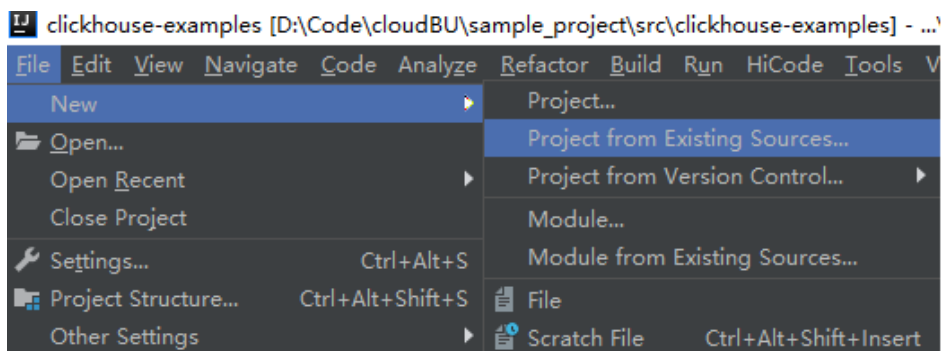 IJ clickhouse-examples [D:\Code\cloudBU\sample_project\src\clickhouse-examples] - ...\
File Edit View Navigate Code Analyze Refactor Build Run HiCode Tools V
New
Open...
Open Recent
Close Project
Settings... Ctrl+Alt+S
Project Structure... Ctrl+Alt+Shift+S
Other Settings
Project...
Project from Existing Sources...
Project from Version Control...
Module...
Module from Existing Sources...
File
Scratch File Ctrl+Alt+Shift+Insert